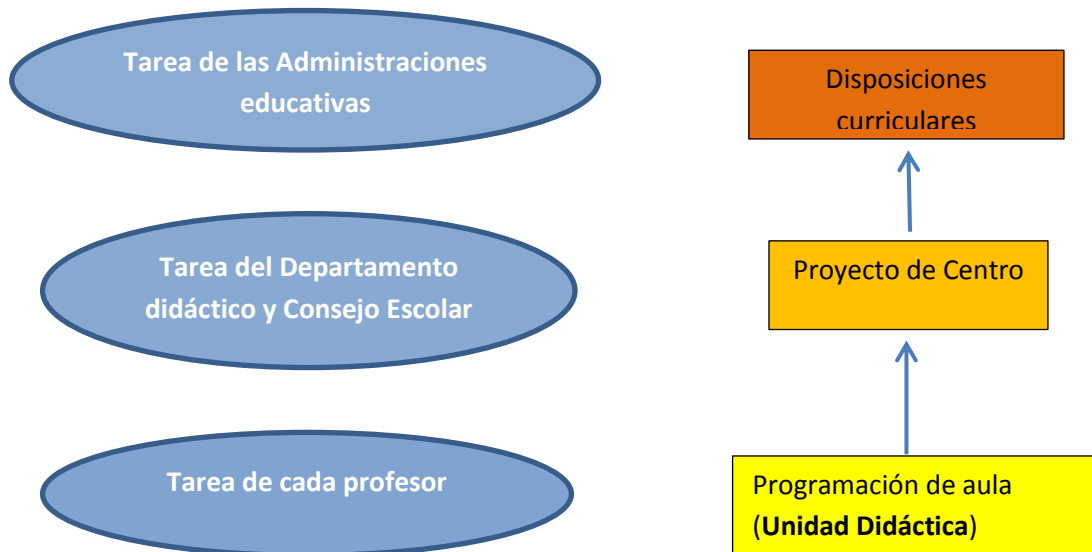 Tarea de las Administraciones
educativas
Disposiciones
curriculares
Tarea del Departamento
didáctico y Consejo Escolar
Proyecto de Centro
Tarea de cada profesor
Programación de aula
(Unidad Didáctica)